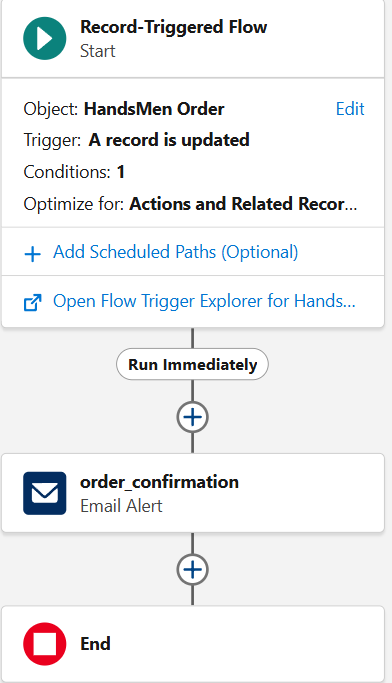 Record-Triggered Flow
Start
Object: HandsMen Order Edit
Trigger: A record is updated
Conditions: 1
Optimize for: Actions and Related Recor...
Add Scheduled Paths (Optional)
Open Flow Trigger Explorer for Hands...
Run Immediately
order_confirmation
Email Alert
End